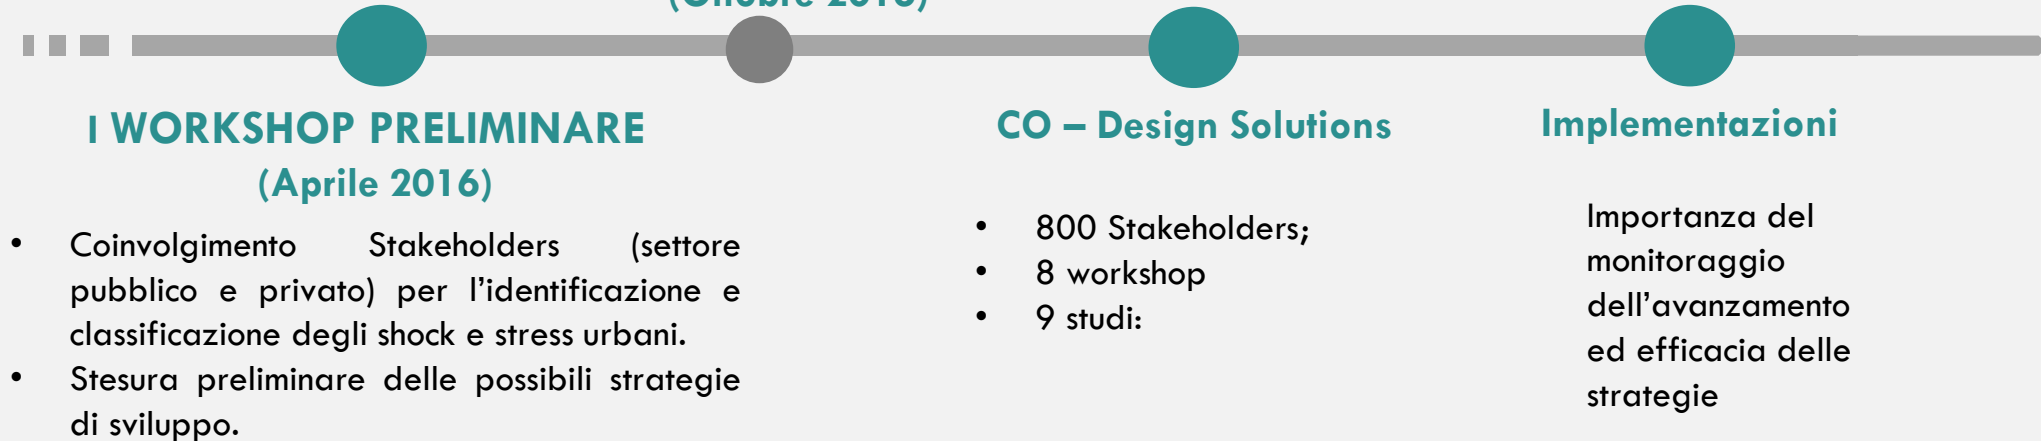 (Ottobre 2016)
I WORKSHOP PRELIMINARE
(Aprile 2016)
• Coinvolgimento Stakeholders (settore
pubblico e privato) per l'identificazione e
classificazione degli shock e stress urbani.
• Stesura preliminare delle possibili strategie
di sviluppo.
CO – Design Solutions
• 800 Stakeholders;
• 8 workshop
• 9 studi:
Implementazioni
Importanza del
monitoraggio
dell'avanzamento
ed efficacia delle
strategie